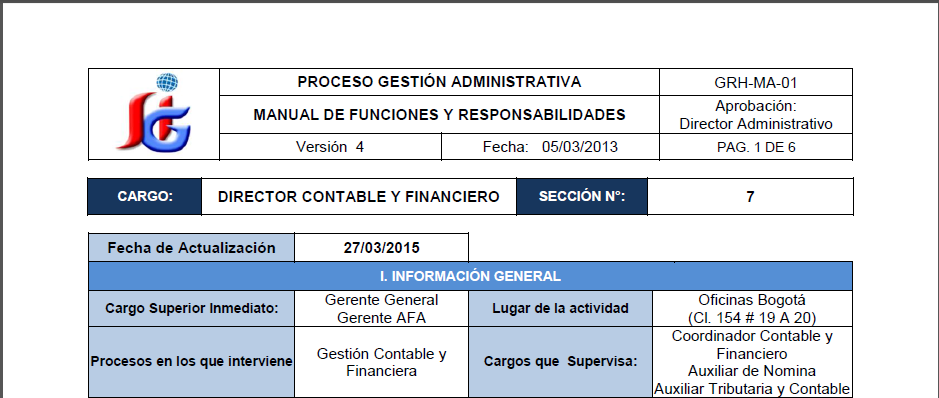 PROCESO GESTIÓN ADMINISTRATIVA
GRH-MA-01
MANUAL DE FUNCIONES Y RESPONSABILIDADES
Aprobación:
Director Administrativo
Versión 4
Fecha: 05/03/2013
PAG. 1 DE 6
CARGO:
DIRECTOR CONTABLE Y FINANCIERO
SECCIÓN N°:
7
Fecha de Actualización
27/03/2015
I. INFORMACIÓN GENERAL
Cargo Superior Inmediato:
Gerente General
Gerente AFA
Lugar de la actividad
Oficinas Bogotá
(Cl. 154 # 19 A 20)
Procesos en los que interviene
Gestión Contable y
Financiera
Cargos que Supervisa:
Coordinador Contable y
Financiero
Auxiliar de Nomina
Auxiliar Tributaria y Contable